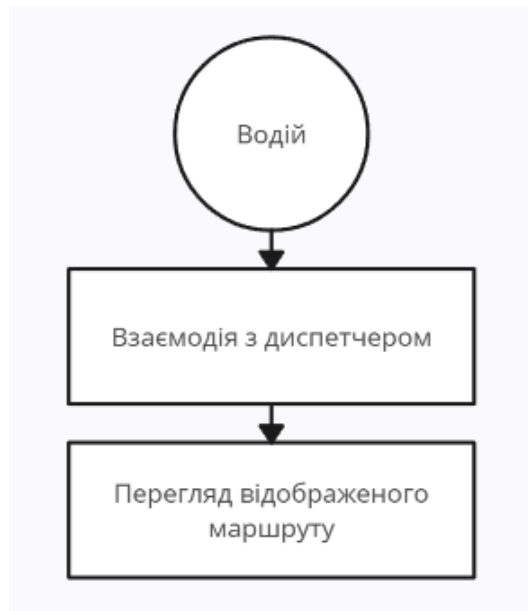 Водій
Взаємодія з диспетчером
Перегляд відображеного
маршруту